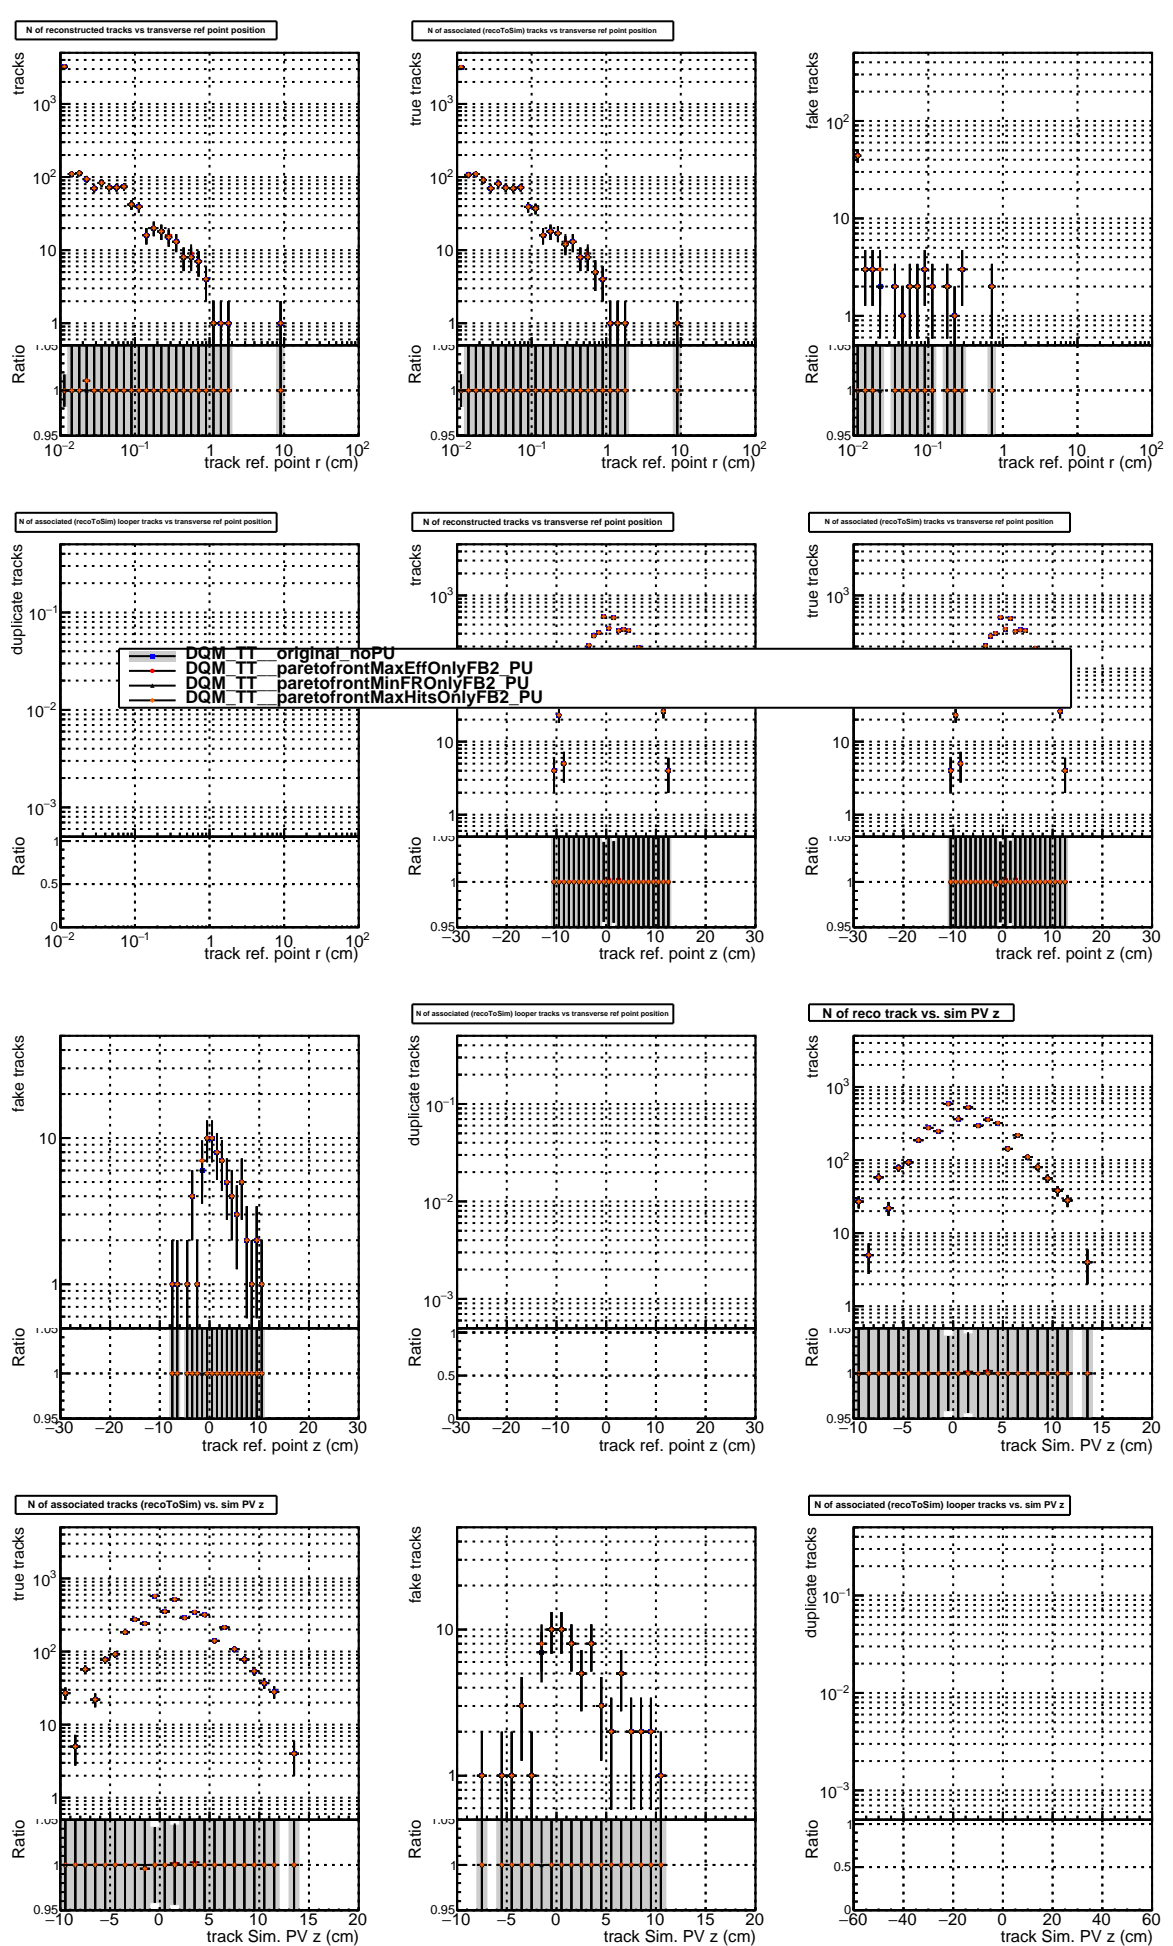 N of reconstructed tracks vs transverse ref point position
tracks
10³
10²
10
1
Ratio
1.05
1
0.95
10⁻² 10⁻¹ 1 10 10²
track ref. point r (cm)
N of associated (recoToSim) tracks vs transverse ref point position
true tracks
10³
10²
10
1
Ratio
1.05
1
0.95
10⁻² 10⁻¹ 1 10 10²
track ref. point r (cm)
fake tracks
10²
10
1
Ratio
1.05
1
0.95
10⁻² 10⁻¹ 1 10 10²
track ref. point r (cm)
N of associated (recoToSim) looper tracks vs transverse ref point position
duplicate tracks
10⁻¹
10⁻²
10⁻³
Ratio
1
0.5
0
10⁻² 10⁻¹ 1 10 10²
track ref. point r (cm)
N of reconstructed tracks vs transverse ref point position
tracks
10³
10
1
Ratio
1.05
1
0.95
−30 −20 −10 0 10 20 30
track ref. point z (cm)
N of associated (recoToSim) tracks vs transverse ref point position
true tracks
10³
10
1
Ratio
1.05
1
0.95
−30 −20 −10 0 10 20 30
track ref. point z (cm)
DQM_TT__original_noPU
DQM_TT__paretofrontMaxEffOnlyFB2_PU
DQM_TT__paretofrontMinFROnlyFB2_PU
DQM_TT__paretofrontMaxHitsOnlyFB2_PU
fake tracks
10
1
Ratio
1.05
1
0.95
−30 −20 −10 0 10 20 30
track ref. point z (cm)
N of associated (recoToSim) looper tracks vs transverse ref point position
duplicate tracks
10⁻¹
10⁻²
10⁻³
Ratio
1
0.5
0
−30 −20 −10 0 10 20 30
track ref. point z (cm)
N of reco track vs. sim PV z
tracks
10³
10²
10
1
Ratio
1.05
1
0.95
−10 −5 0 5 10 15 20
track Sim. PV z (cm)
N of associated tracks (recoToSim) vs. sim PV z
true tracks
10³
10²
10
1
Ratio
1.05
1
0.95
−10 −5 0 5 10 15 20
track Sim. PV z (cm)
fake tracks
10
1
Ratio
1.05
1
0.95
−10 −5 0 5 10 15 20
track Sim. PV z (cm)
N of associated (recoToSim) looper tracks vs. sim PV z
duplicate tracks
10⁻¹
10⁻²
10⁻³
Ratio
1
0.5
0
−60 −40 −20 0 20 40 60
track Sim. PV z (cm)